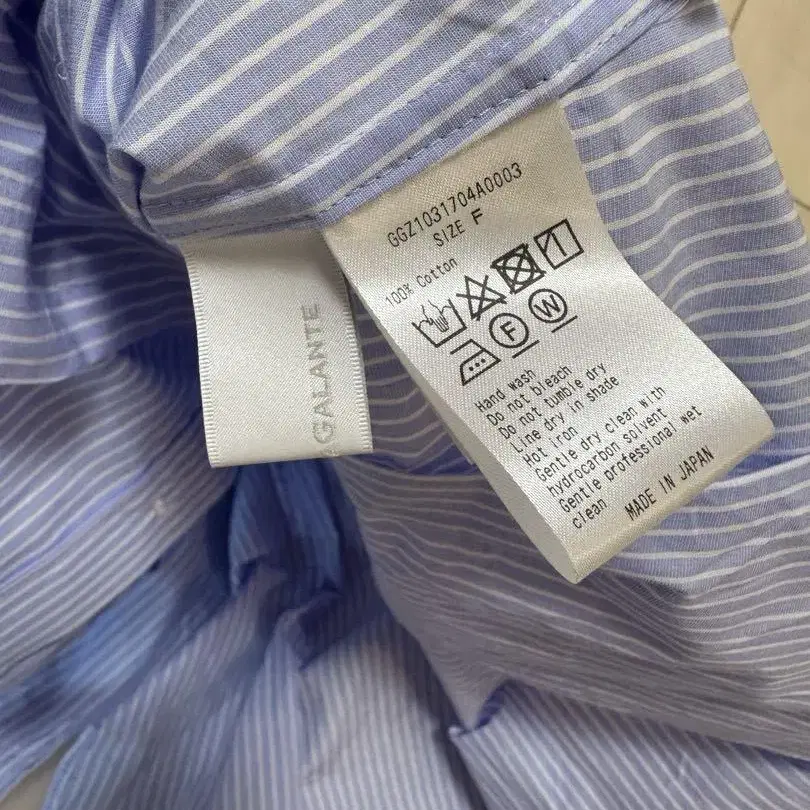 GALANTE
GGZ1031704A0003
SIZE F
100% Cotton
F
W
Hand wash
Do not bleach
Do not tumble dry
Line dry in shade
Hot iron
Gentle dry clean with
hydrocarbon solvent
Gentle professional wet
clean
MADE IN JAPAN